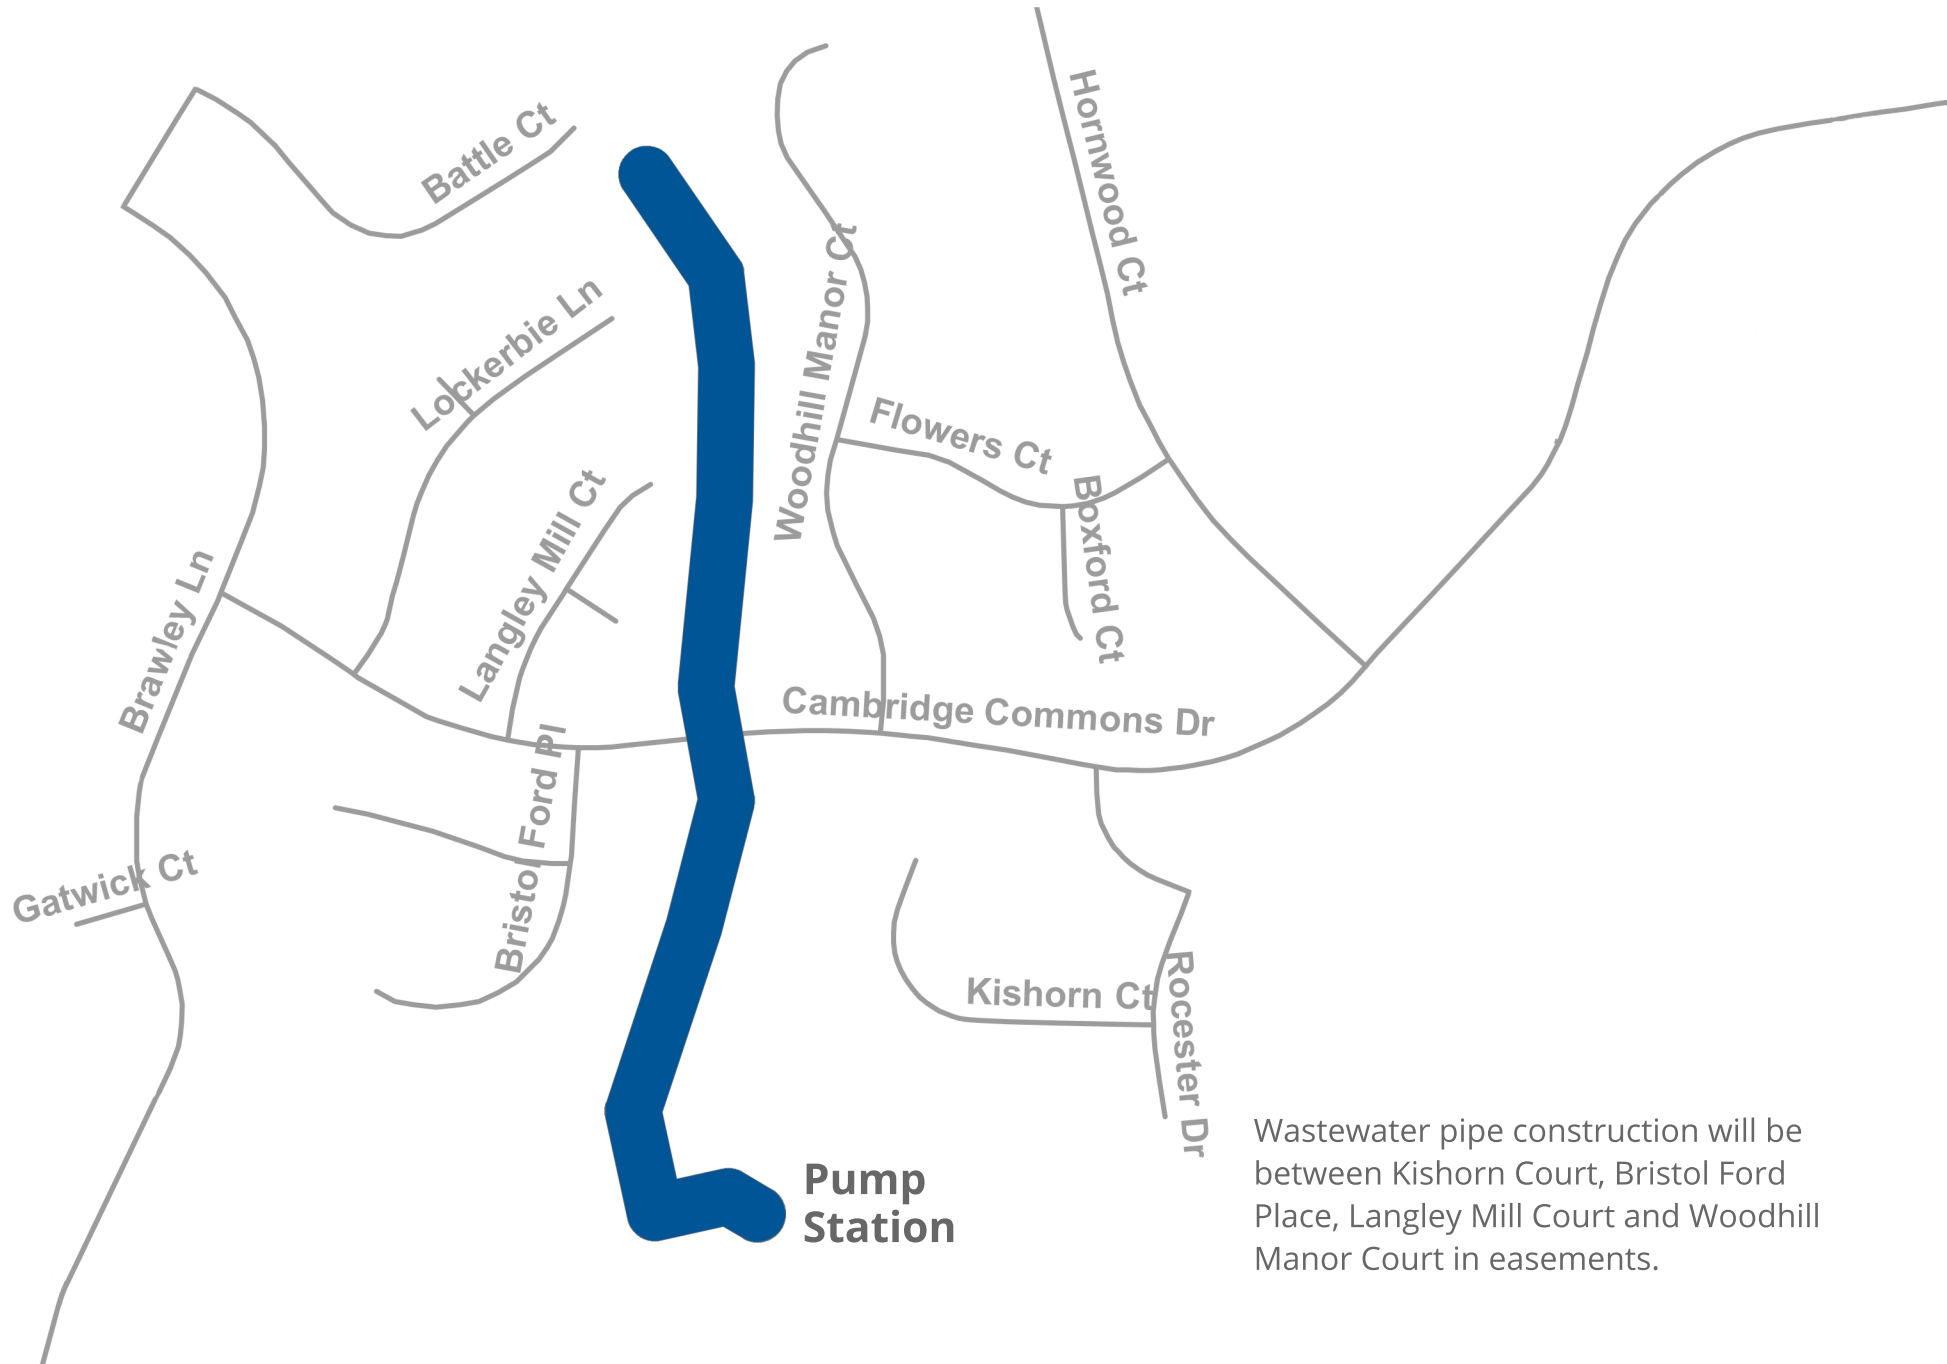 Battle Ct
Hornwood Ct
Lockerbie Ln
Woodhill Manor Ct
Flowers Ct
Langley Mill Ct
Boxford Ct
Brawley Ln
Cambridge Commons Dr
Bristol Ford Pl
Gatwick Ct
Kishorn Ct
Rocester Dr
Pump
Station
Wastewater pipe construction will be
between Kishorn Court, Bristol Ford
Place, Langley Mill Court and Woodhill
Manor Court in easements.